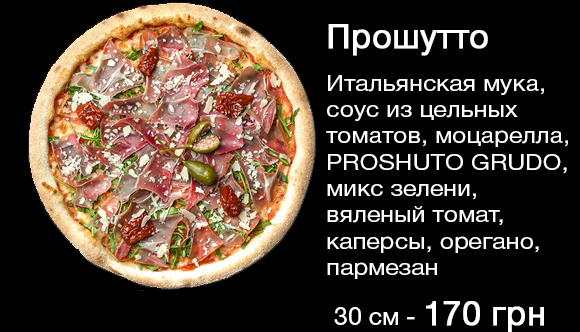 Прошутто
Итальянская мука,
соус из цельных
томатов, моцарелла,
PROSHUTO GRUDO,
микс зелени,
вяленый томат,
каперсы, орегано,
пармезан
30 см - 170 грн